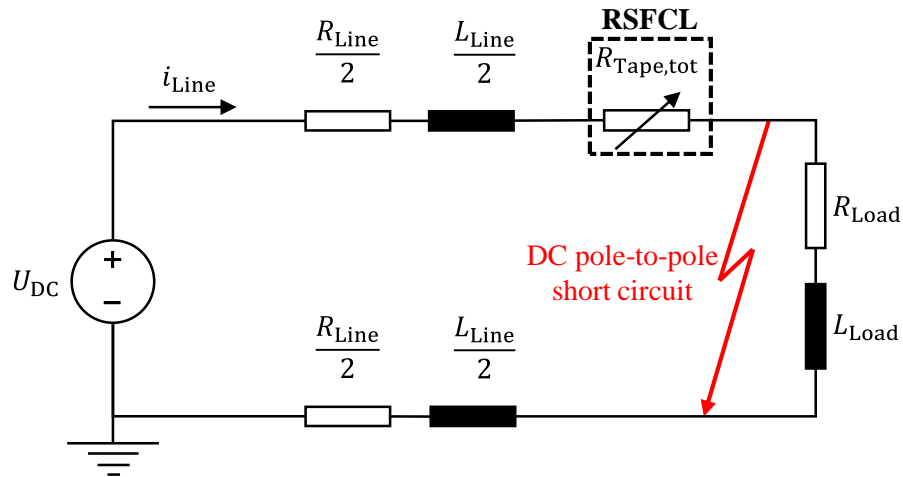 RSFCL
R_Line/2
L_Line/2
R_Tape,tot
i_Line
R_Load
DC pole-to-pole
short circuit
U_DC
+
−
R_Line/2
L_Line/2
L_Load